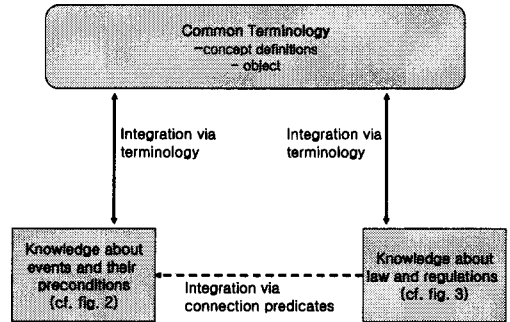 Common Terminology
-concept definitions
- object
Integration via
terminology
Integration via
terminology
Knowledge about
events and their
preconditions
(cf. fig. 2)
Integration via
connection predicates
Knowledge about
law and regulations
(cf. fig. 3)